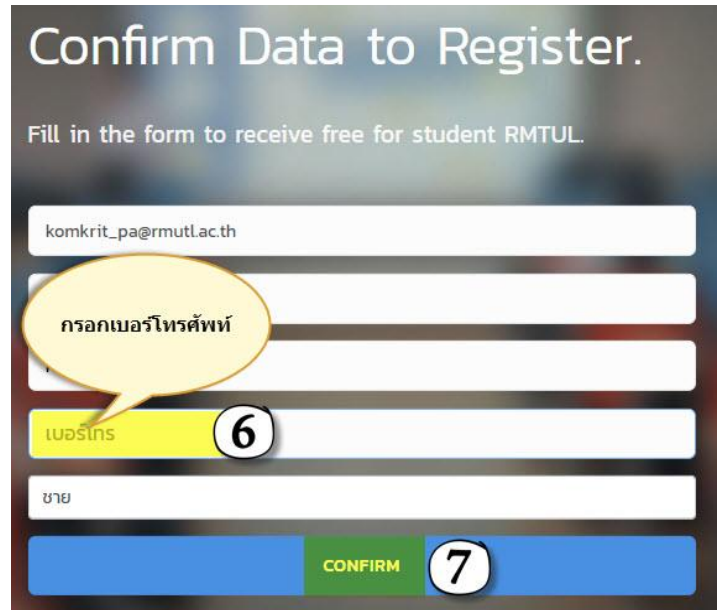 Confirm Data to Register.
Fill in the form to receive free for student RMTUL.
komkrit_pa@rmutl.ac.th
กรอกเบอร์โทรศัพท์
เบอร์โทร
6
ชาย
CONFIRM
7